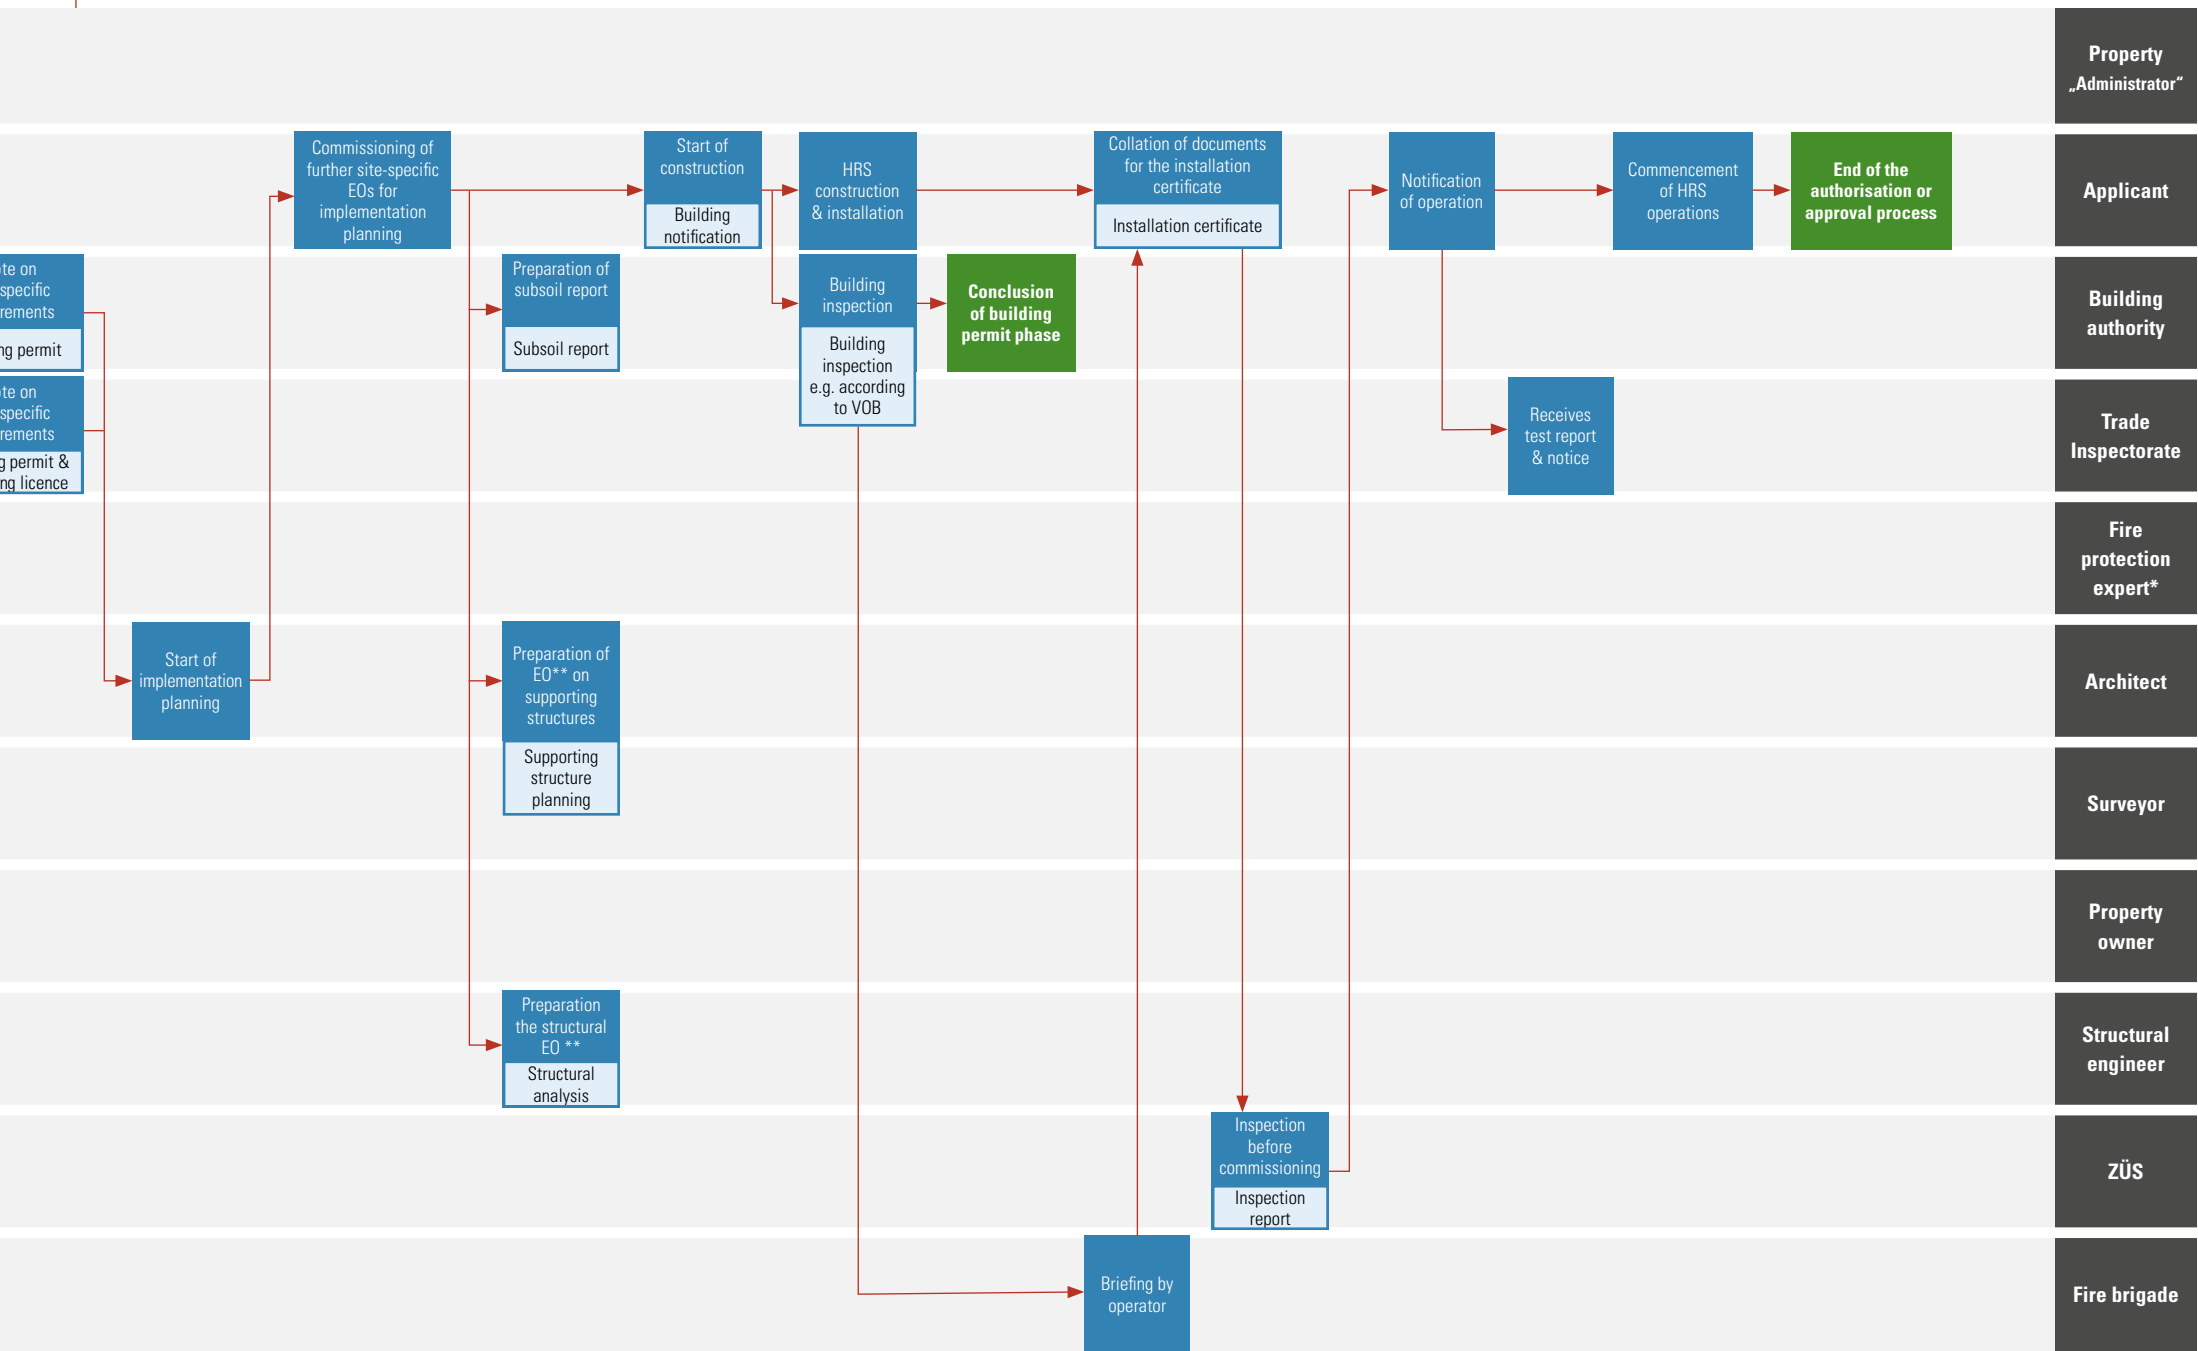 Property
„Administrator“
Commissioning of
further site-specific
EOs for
implementation
planning
Start of
construction
Building
notification
HRS
construction
& installation
Collation of documents
for the installation
certificate
Installation certificate
Notification
of operation
Commencement
of HRS
operations
End of the
authorisation or
approval process
Applicant
specific
permit
Preparation of
subsoil report
Subsoil report
Building
inspection
Building
inspection
e.g. according
to VOB
Conclusion
of building
permit phase
Building
authority
specific
permit &
licence
Receives
test report
& notice
Trade
Inspectorate
Fire
protection
expert*
Start of
implementation
planning
Preparation of
EO** on
supporting
structures
Supporting
structure
planning
Architect
Surveyor
Property
owner
Preparation
the structural
EO **
Structural
analysis
Structural
engineer
Inspection
before
commissioning
Inspection
report
ZÜS
Briefing by
operator
Fire brigade